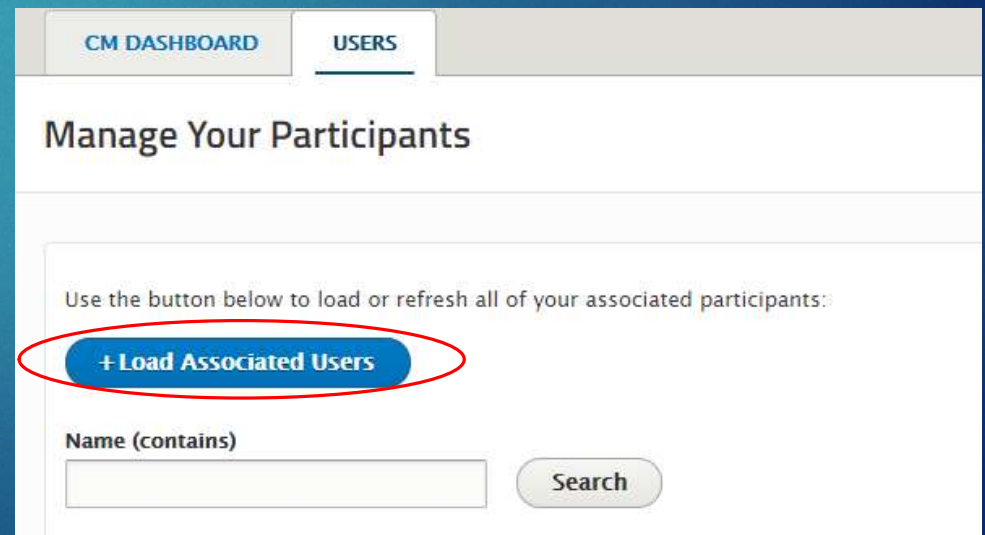 CM DASHBOARD USERS
Manage Your Participants
Use the button below to load or refresh all of your associated participants:
+Load Associated Users
Name (contains)
Search